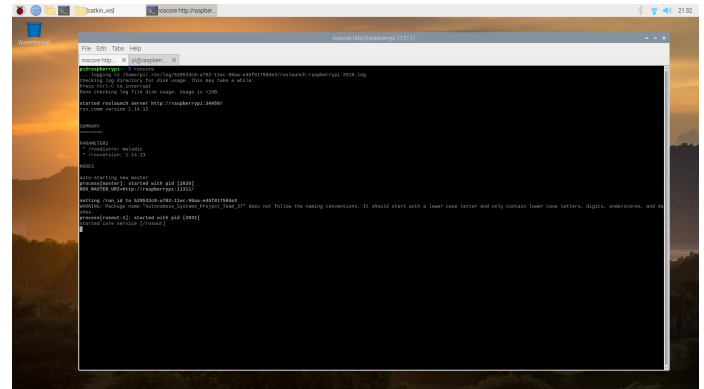 [catkin_ws]
roscore http://raspber...
21:32
Wastebasket
roscore http://raspberrypi:11311/
File Edit Tabs Help
roscore http... × pi@raspberr... ×
pi@raspberrypi:~ $ roscore
... logging to /home/pi/.ros/log/529533c0-a702-11ec-96aa-e45f017594e3/roslaunch-raspberrypi-2010.log
Checking log directory for disk usage. This may take a while.
Press Ctrl-C to interrupt
Done checking log file disk usage. Usage is <1GB.
started roslaunch server http://raspberrypi:34459/
ros_comm version 1.14.13
SUMMARY
========
PARAMETERS
* /rosdistro: melodic
* /rosversion: 1.14.13
NODES
auto-starting new master
process[master]: started with pid [2020]
ROS_MASTER_URI=http://raspberrypi:11311/
setting /run_id to 529533c0-a702-11ec-96aa-e45f017594e3
WARNING: Package name "Autonomous_Systems_Project_Team_37" does not follow the naming conventions. It should start with a lower case letter and only contain lower case letters, digits, underscores, and da
shes.
process[rosout-1]: started with pid [2031]
started core service [/rosout]